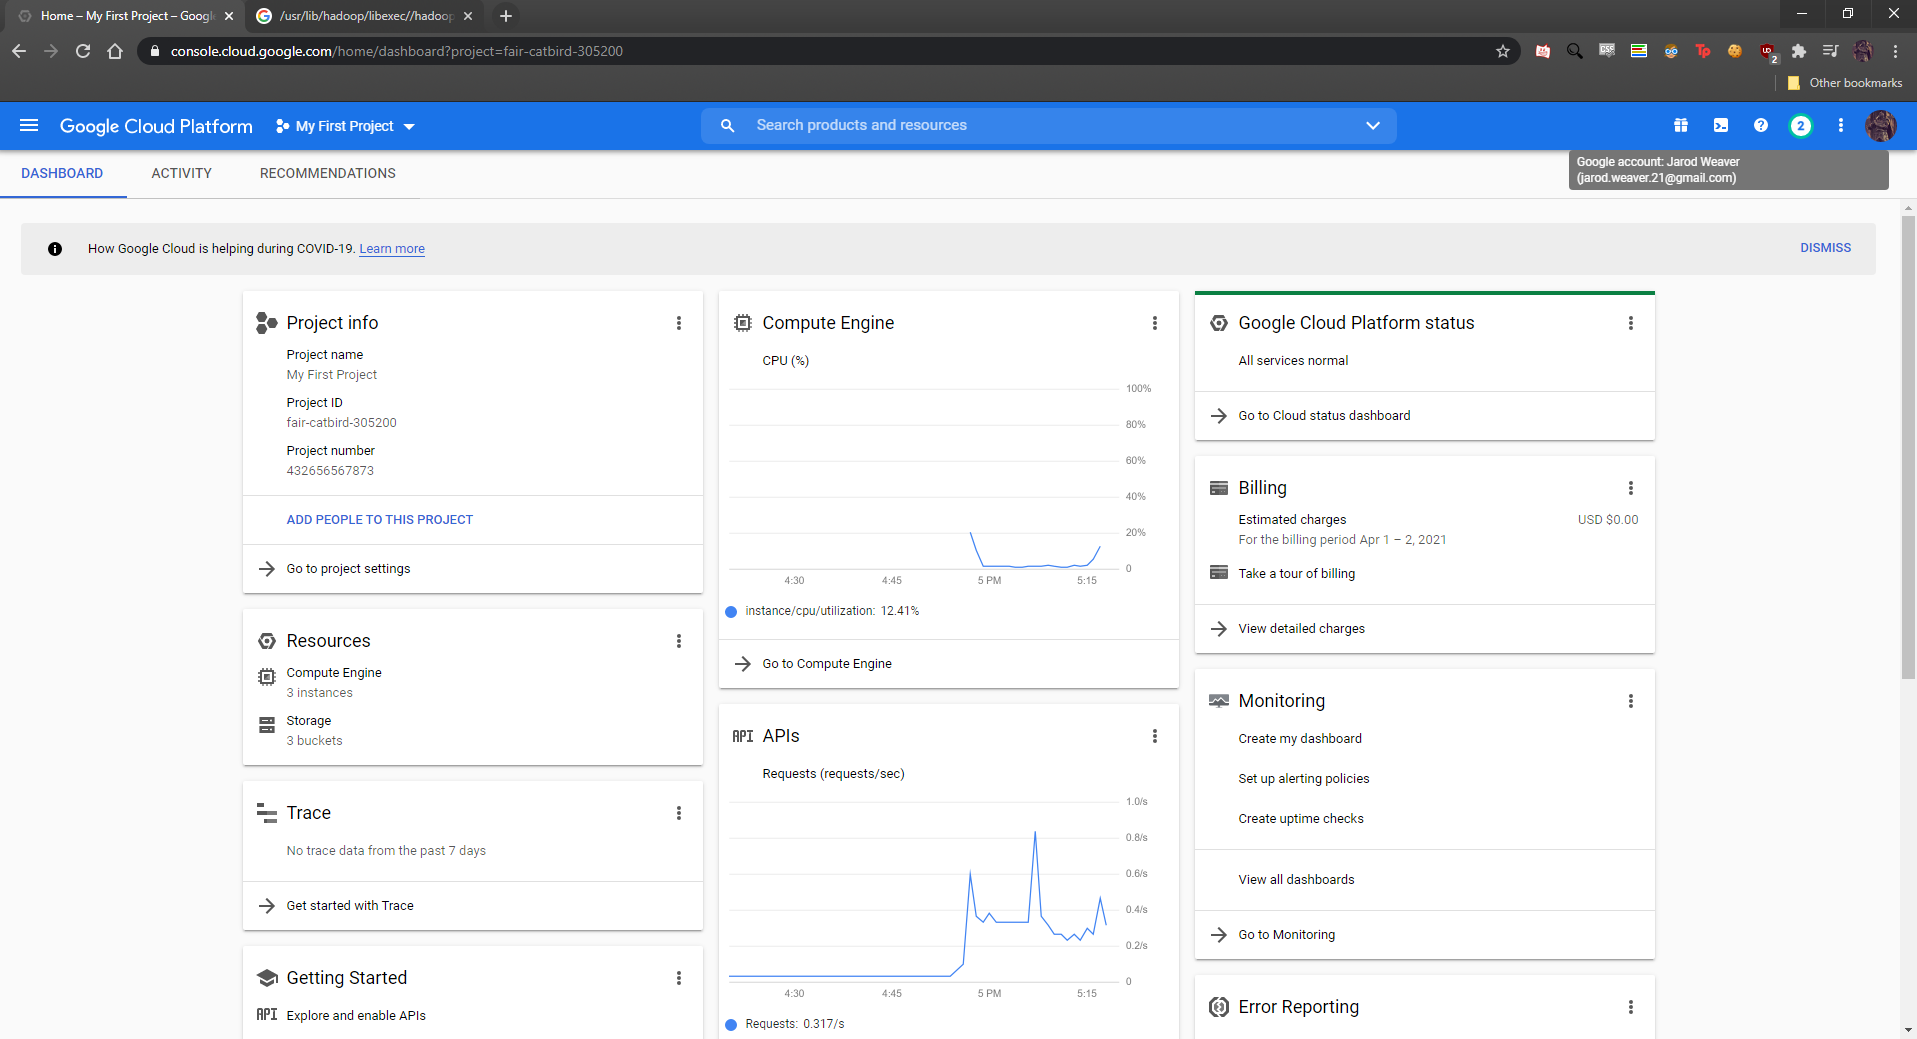 Home – My First Project – Googl
/usr/lib/hadoop/libexec//hadoop
console.cloud.google.com/home/dashboard?project=fair-catbird-305200
2
Other bookmarks
Google Cloud Platform
My First Project
Search products and resources
2
DASHBOARD
ACTIVITY
RECOMMENDATIONS
Google account: Jarod Weaver
(jarod.weaver.21@gmail.com)
How Google Cloud is helping during COVID-19. Learn more
DISMISS
Project info
Project name
My First Project
Project ID
fair-catbird-305200
Project number
432656567873
ADD PEOPLE TO THIS PROJECT
Go to project settings
Resources
Compute Engine
3 instances
Storage
3 buckets
Trace
No trace data from the past 7 days
Get started with Trace
Getting Started
API Explore and enable APIs
Compute Engine
CPU (%)
100%
80%
60%
40%
20%
0
4:30 4:45 5 PM 5:15
instance/cpu/utilization: 12.41%
Go to Compute Engine
API APIs
Requests (requests/sec)
1.0/s
0.8/s
0.6/s
0.4/s
0.2/s
0
4:30 4:45 5 PM 5:15
Requests: 0.317/s
Google Cloud Platform status
All services normal
Go to Cloud status dashboard
Billing
Estimated charges USD $0.00
For the billing period Apr 1 – 2, 2021
Take a tour of billing
View detailed charges
Monitoring
Create my dashboard
Set up alerting policies
Create uptime checks
View all dashboards
Go to Monitoring
Error Reporting